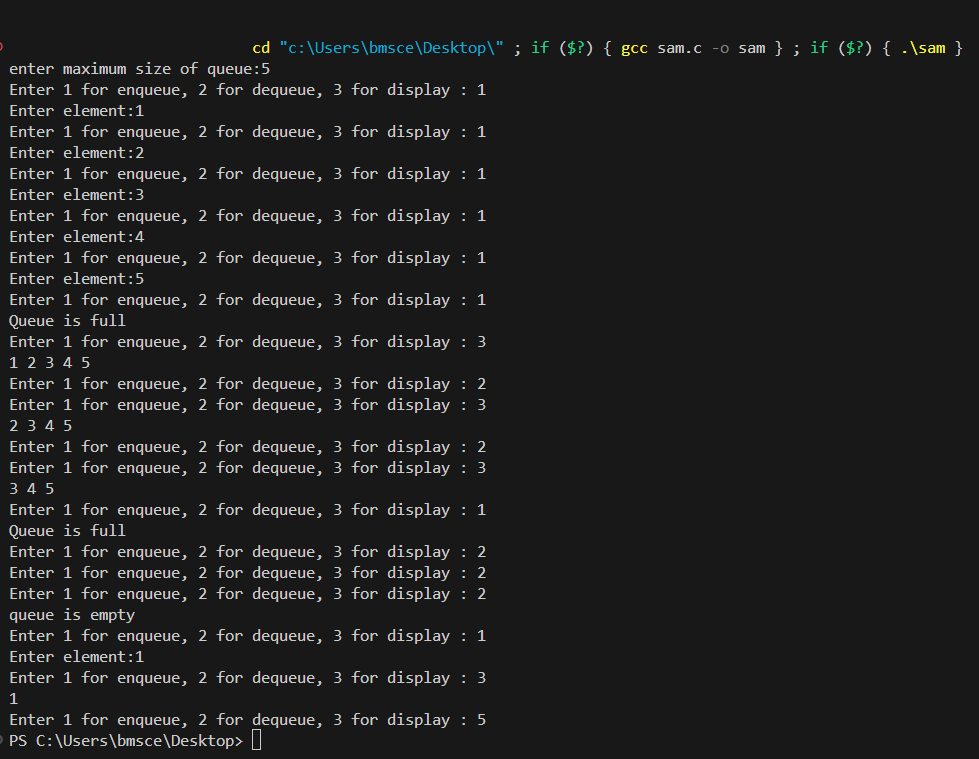 cd "c:\Users\bmsce\Desktop\" ; if ($?) { gcc sam.c -o sam } ; if ($?) { .\sam }
enter maximum size of queue:5
Enter 1 for enqueue, 2 for dequeue, 3 for display : 1
Enter element:1
Enter 1 for enqueue, 2 for dequeue, 3 for display : 1
Enter element:2
Enter 1 for enqueue, 2 for dequeue, 3 for display : 1
Enter element:3
Enter 1 for enqueue, 2 for dequeue, 3 for display : 1
Enter element:4
Enter 1 for enqueue, 2 for dequeue, 3 for display : 1
Enter element:5
Enter 1 for enqueue, 2 for dequeue, 3 for display : 1
Queue is full
Enter 1 for enqueue, 2 for dequeue, 3 for display : 3
1 2 3 4 5
Enter 1 for enqueue, 2 for dequeue, 3 for display : 2
Enter 1 for enqueue, 2 for dequeue, 3 for display : 3
2 3 4 5
Enter 1 for enqueue, 2 for dequeue, 3 for display : 2
Enter 1 for enqueue, 2 for dequeue, 3 for display : 3
3 4 5
Enter 1 for enqueue, 2 for dequeue, 3 for display : 1
Queue is full
Enter 1 for enqueue, 2 for dequeue, 3 for display : 2
Enter 1 for enqueue, 2 for dequeue, 3 for display : 2
Enter 1 for enqueue, 2 for dequeue, 3 for display : 2
queue is empty
Enter 1 for enqueue, 2 for dequeue, 3 for display : 1
Enter element:1
Enter 1 for enqueue, 2 for dequeue, 3 for display : 3
1
Enter 1 for enqueue, 2 for dequeue, 3 for display : 5
PS C:\Users\bmsce\Desktop>